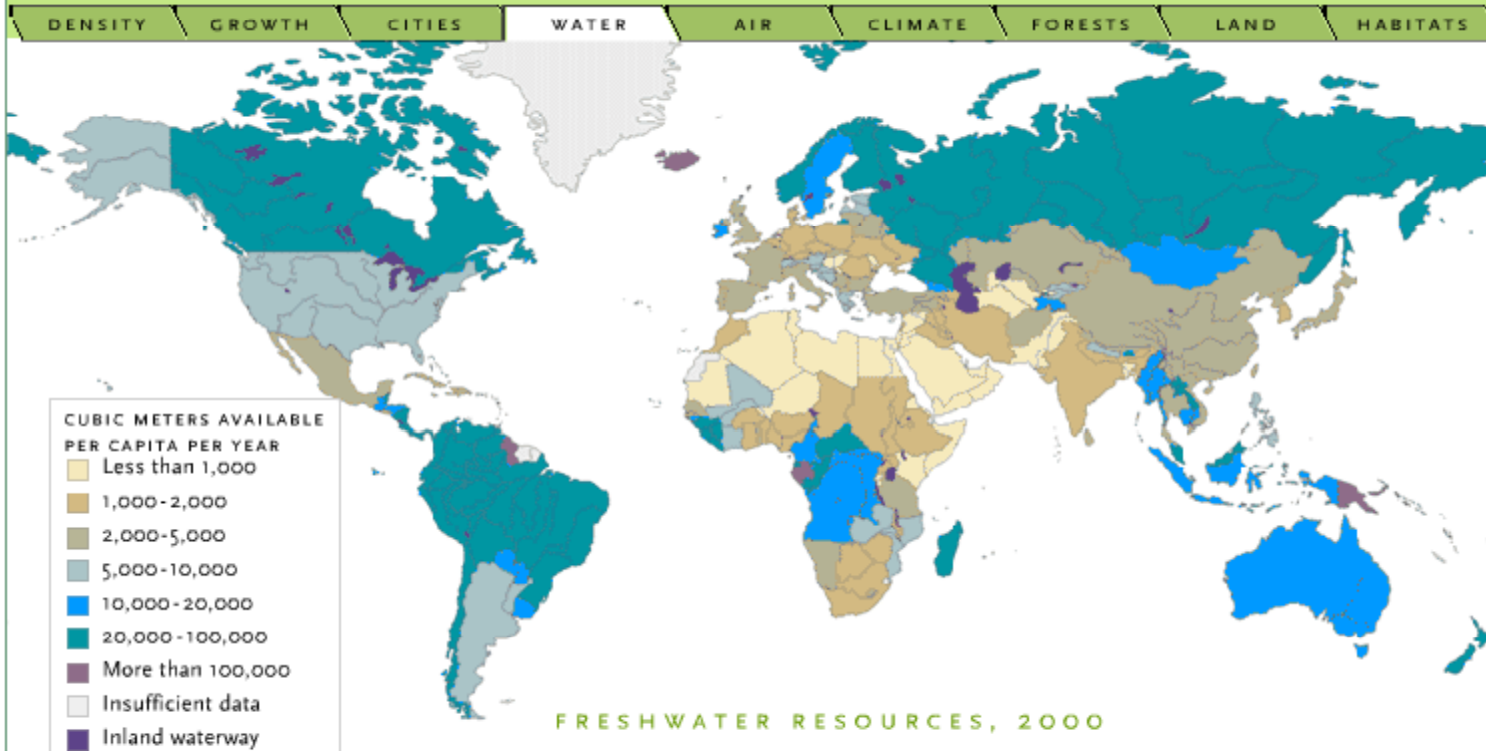 DENSITY GROWTH CITIES WATER AIR CLIMATE FORESTS LAND HABITATS
CUBIC METERS AVAILABLE
PER CAPITA PER YEAR
Less than 1,000
1,000-2,000
2,000-5,000
5,000-10,000
10,000-20,000
20,000-100,000
More than 100,000
Insufficient data
Inland waterway
FRESHWATER RESOURCES, 2000